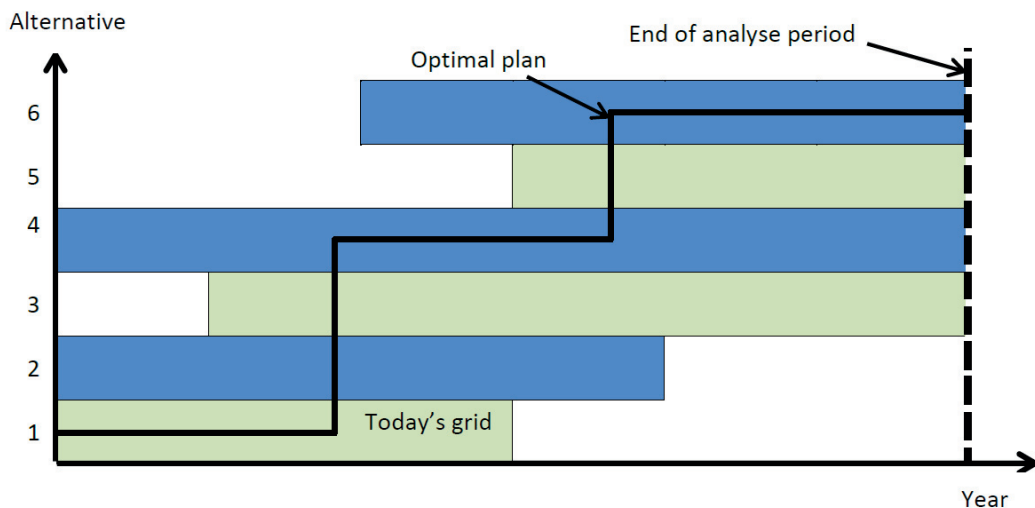 Alternative
End of analyse period
Optimal plan
6
5
4
3
2
1
Today's grid
Year